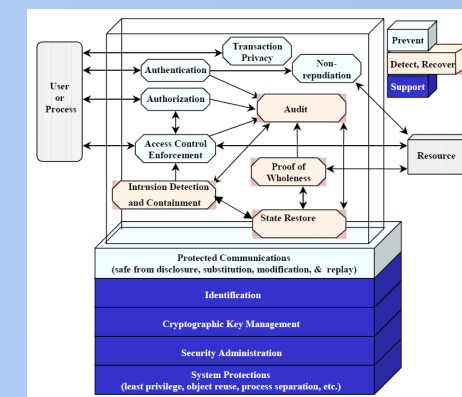 User
or
Process
Transaction
Privacy
Prevent
Authentication
Non-
repudiation
Detect, Recover
Support
Authorization
Audit
Access Control
Enforcement
Resource
Proof of
Wholeness
Intrusion Detection
and Containment
State Restore
Protected Communications
(safe from disclosure, substitution, modification, & replay)
Identification
Cryptographic Key Management
Security Administration
System Protections
(least privilege, object reuse, process separation, etc.)